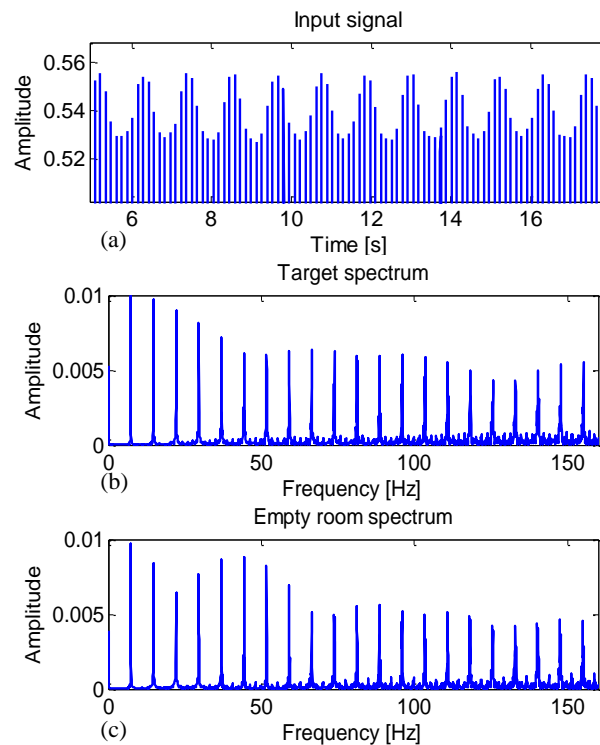 Input signal
Amplitude
0.56
0.54
0.52
6 8 10 12 14 16
(a)
Time [s]
Target spectrum
Amplitude
0.01
0.005
0
0 50 100 150
(b)
Frequency [Hz]
Empty room spectrum
Amplitude
0.01
0.005
0
0 50 100 150
(c)
Frequency [Hz]